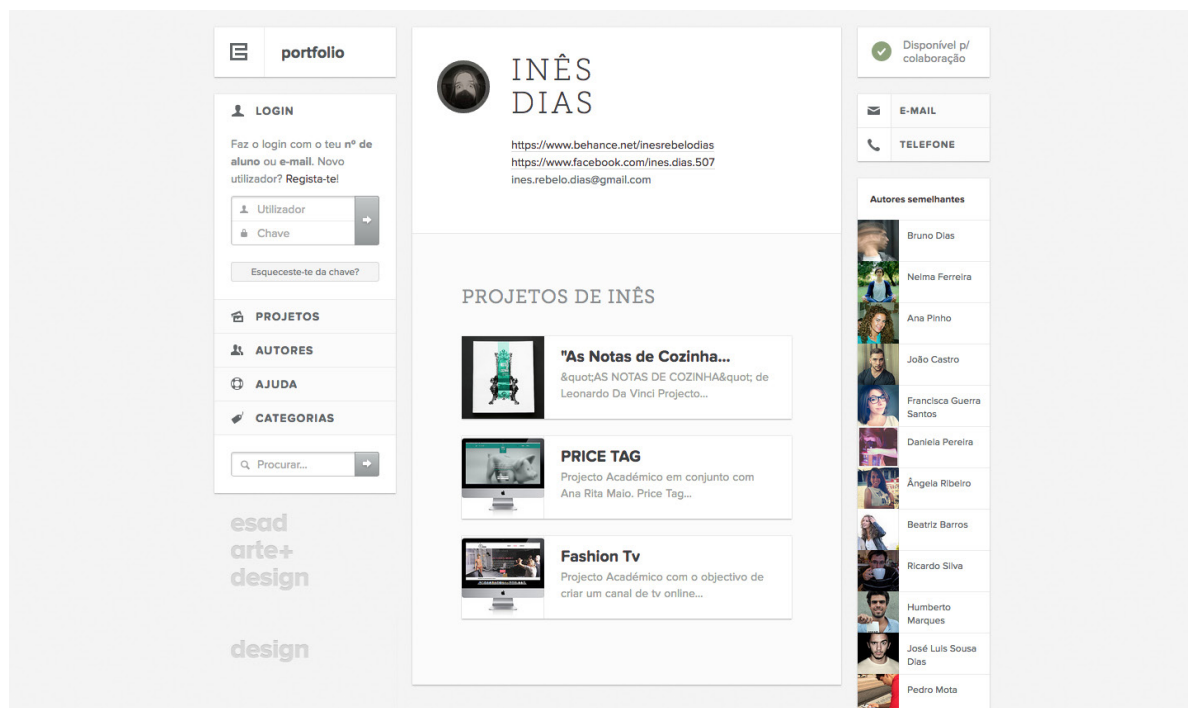 portfolio
LOGIN
Faz o login com o teu nº de
aluno ou e-mail. Novo
utilizador? Regista-te!
Utilizador
Chave
Esqueceste-te da chave?
PROJETOS
AUTORES
AJUDA
CATEGORIAS
Procurar...
esad
arte+
design
design
INÊS
DIAS
https://www.behance.net/inesrebelodias
https://www.facebook.com/ines.dias.507
ines.rebelo.dias@gmail.com
PROJETOS DE INÊS
"As Notas de Cozinha...
&quot;AS NOTAS DE COZINHA&quot; de
Leonardo Da Vinci Projecto...
PRICE TAG
Projecto Académico em conjunto com
Ana Rita Maio. Price Tag...
Fashion Tv
Projecto Académico com o objectivo de
criar um canal de tv online...
Disponível p/
colaboração
E-MAIL
TELEFONE
Autores semelhantes
Bruno Dias
Nelma Ferreira
Ana Pinho
João Castro
Francisca Guerra
Santos
Daniela Pereira
Ângela Ribeiro
Beatriz Barros
Ricardo Silva
Humberto
Marques
José Luís Sousa
Dias
Pedro Mota